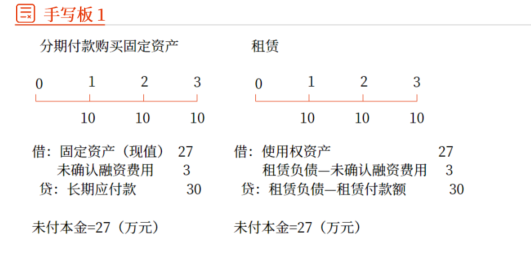 手写板 1
分期付款购买固定资产 租赁
0 1 2 3 0 1 2 3
10 10 10 10 10 10
借：固定资产（现值） 27 借：使用权资产 27
未确认融资费用 3 租赁负债—未确认融资费用 3
贷：长期应付款 30 贷：租赁负债—租赁付款额 30
未付本金=27（万元） 未付本金=27（万元）